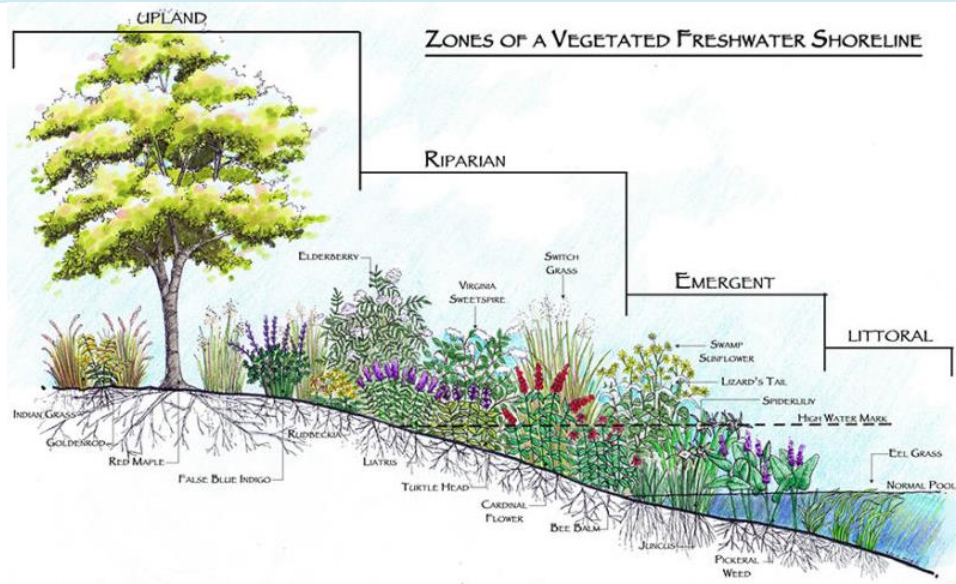 UPLAND
ZONES OF A VEGETATED FRESHWATER SHORELINE
RIPARIAN
ELDERBERRY
SWITCH
GRASS
EMERGENT
VIRGINIA
SWEETSPIRE
LITTORAL
SWAMP
SUNFLOWER
LIZARD'S TAIL
SPIDERLILIY
HIGH WATER MARK
INDIAN GRASS
GOLDENROD
RED MAPLE
RUDBECKIA
FALSE BLUE INDIGO
LIATRIS
TURTLE HEAD
CARDINAL
FLOWER
BEE BALM
EEL GRASS
NORMAL POOL
JUNCUS
PICKERAL
WEED